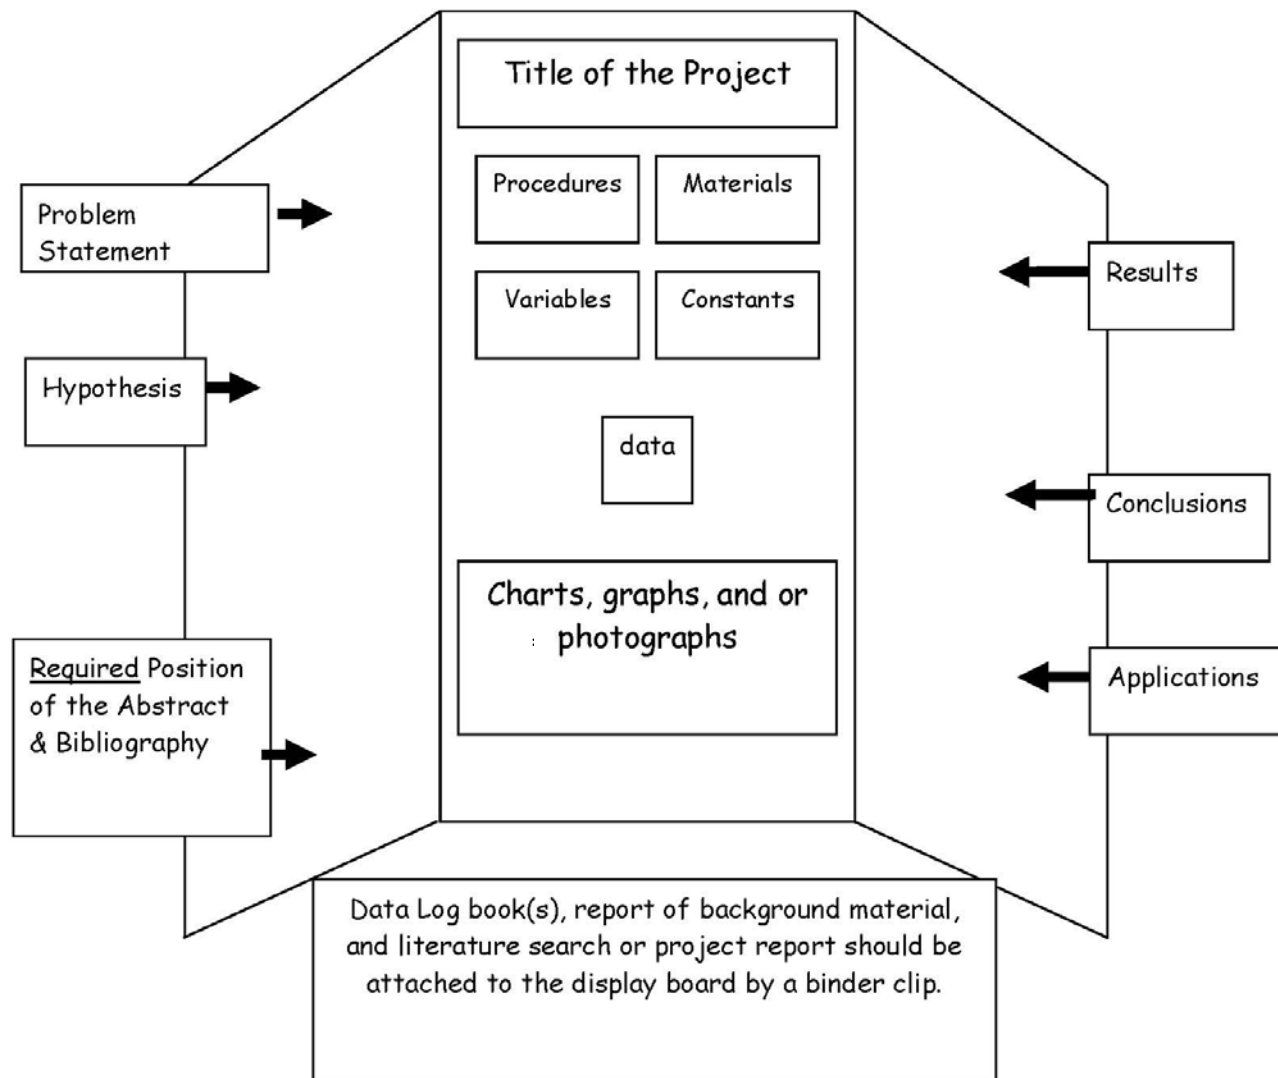 Title of the Project
Procedures
Materials
Problem
Statement
Variables
Constants
Results
Hypothesis
data
Conclusions
Charts, graphs, and or
: photographs
Required Position
of the Abstract
& Bibliography
Applications
Data Log book(s), report of background material,
and literature search or project report should be
attached to the display board by a binder clip.